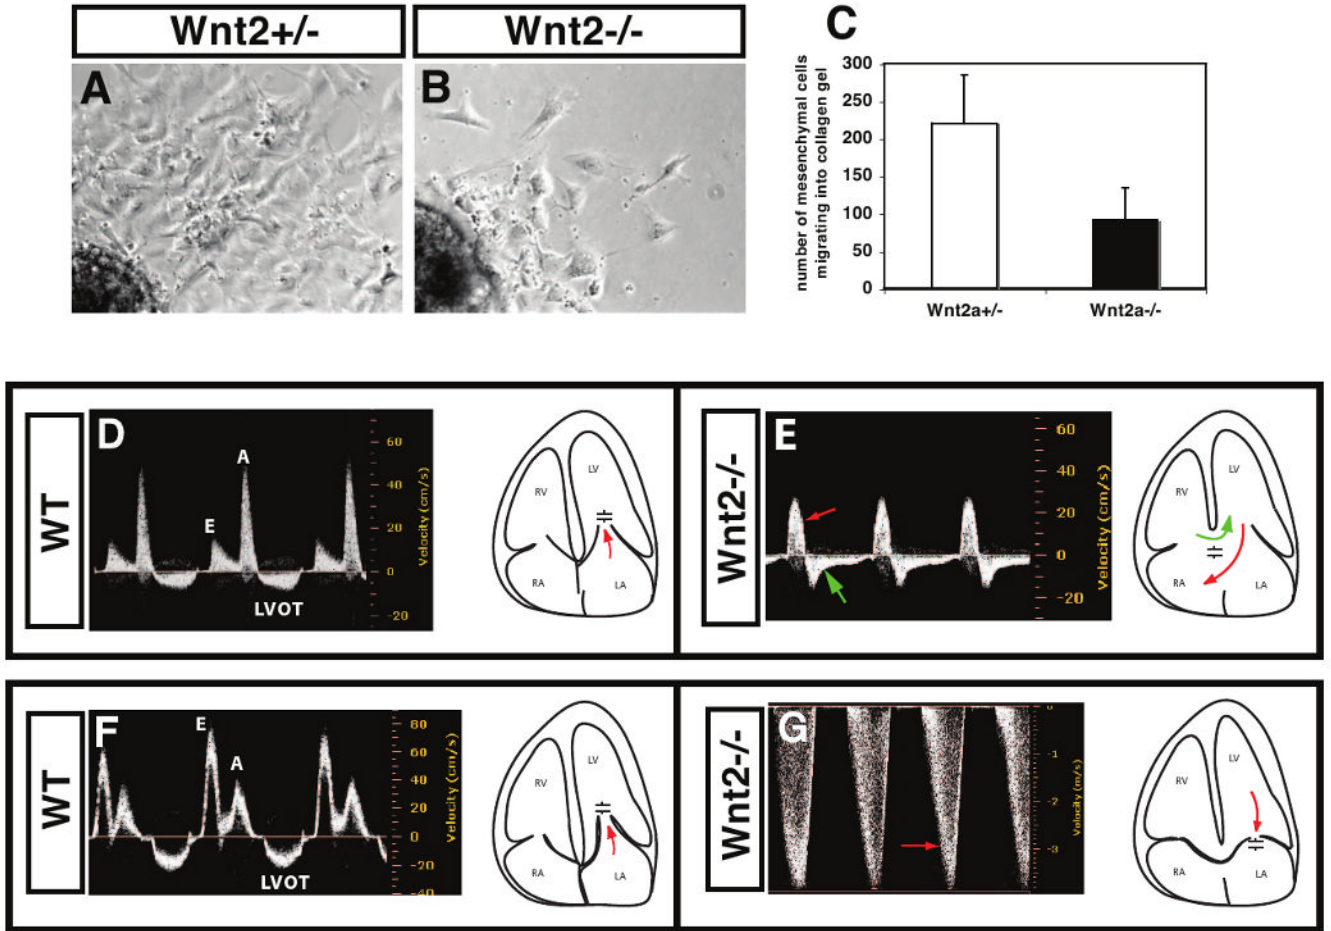 Wnt2+/-
Wnt2-/-
A
B
C
number of mesenchymal cells
migrating into collagen gel
300
250
200
150
100
50
0
Wnt2a+/-
Wnt2a-/-
WT
D
E
A
LVOT
60
40
20
0
-20
Velocity (cm/s)
RV
LV
RA
LA
Wnt2-/-
E
60
40
20
0
-20
Velocity (cm/s)
RV
LV
RA
LA
WT
F
E
A
LVOT
80
60
40
20
0
-20
-40
Velocity (cm/s)
RV
LV
RA
LA
Wnt2-/-
G
-1
-2
-3
Velocity (m/s)
RV
LV
RA
LA